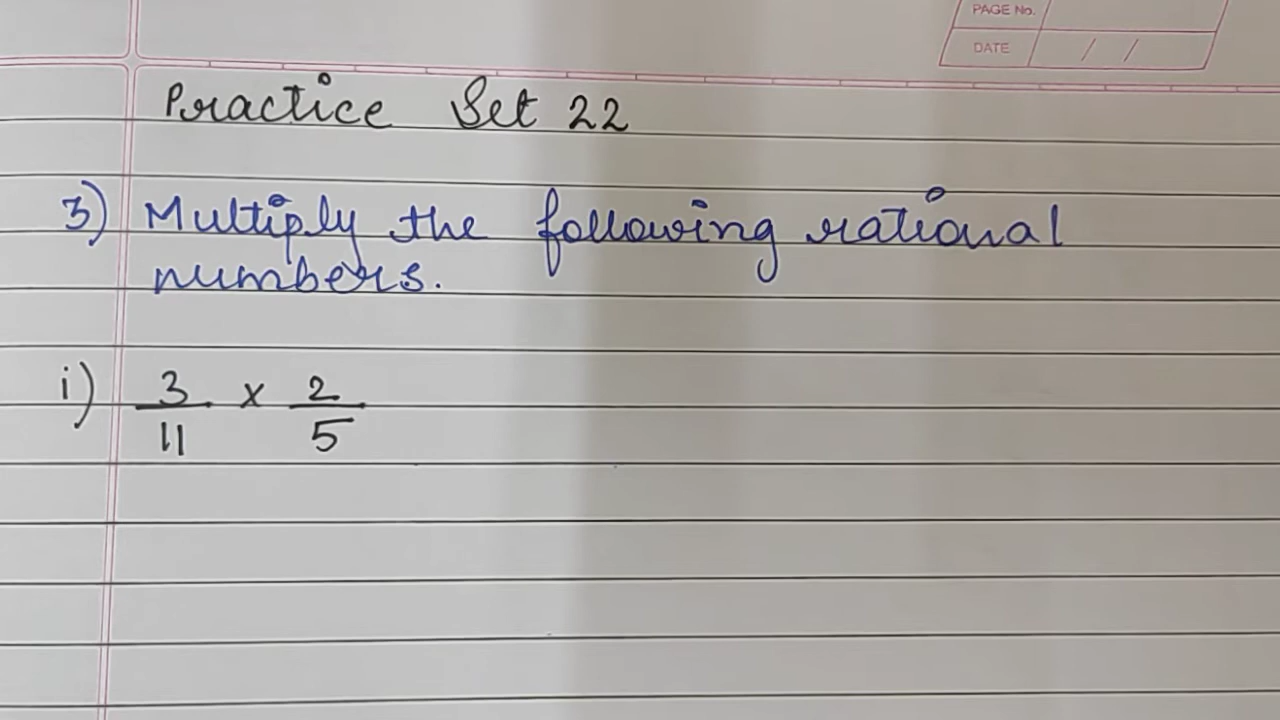 PAGE No.
DATE / /
Practice Set 22
3) Multiply the following rational
numbers.
i) 3/11 x 2/5